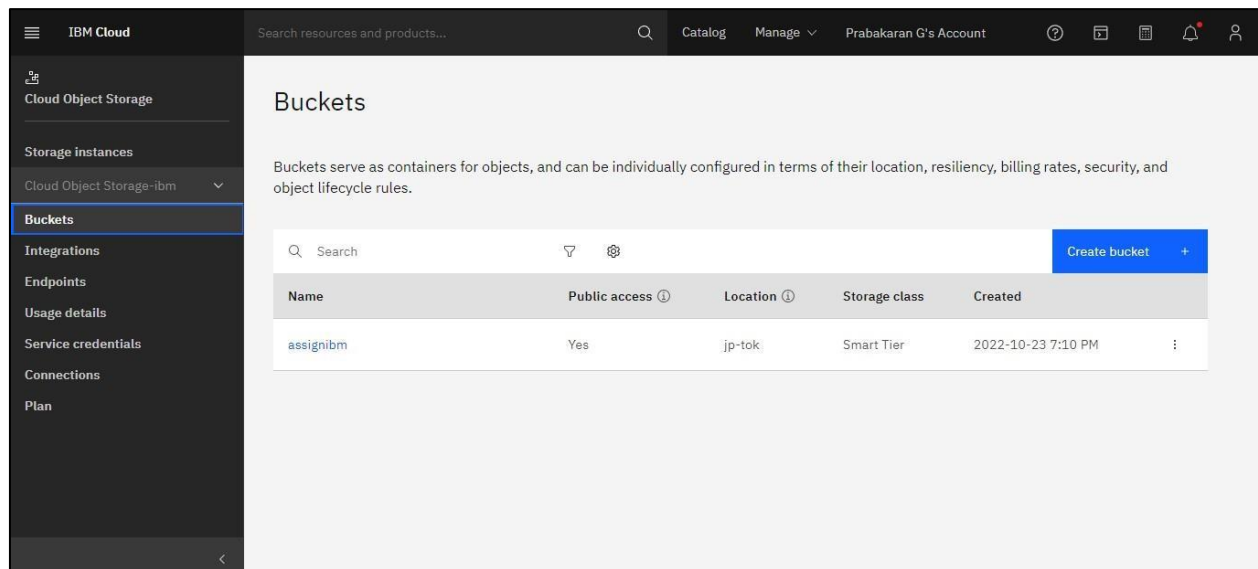 IBM Cloud
Search resources and products...
Catalog
Manage
Prabakaran G's Account
Cloud Object Storage
Storage instances
Cloud Object Storage-ibm
Buckets
Integrations
Endpoints
Usage details
Service credentials
Connections
Plan
Buckets
Buckets serve as containers for objects, and can be individually configured in terms of their location, resiliency, billing rates, security, and
object lifecycle rules.
Search
Create bucket +
Name Public access Location Storage class Created
assignibm Yes jp-tok Smart Tier 2022-10-23 7:10 PM